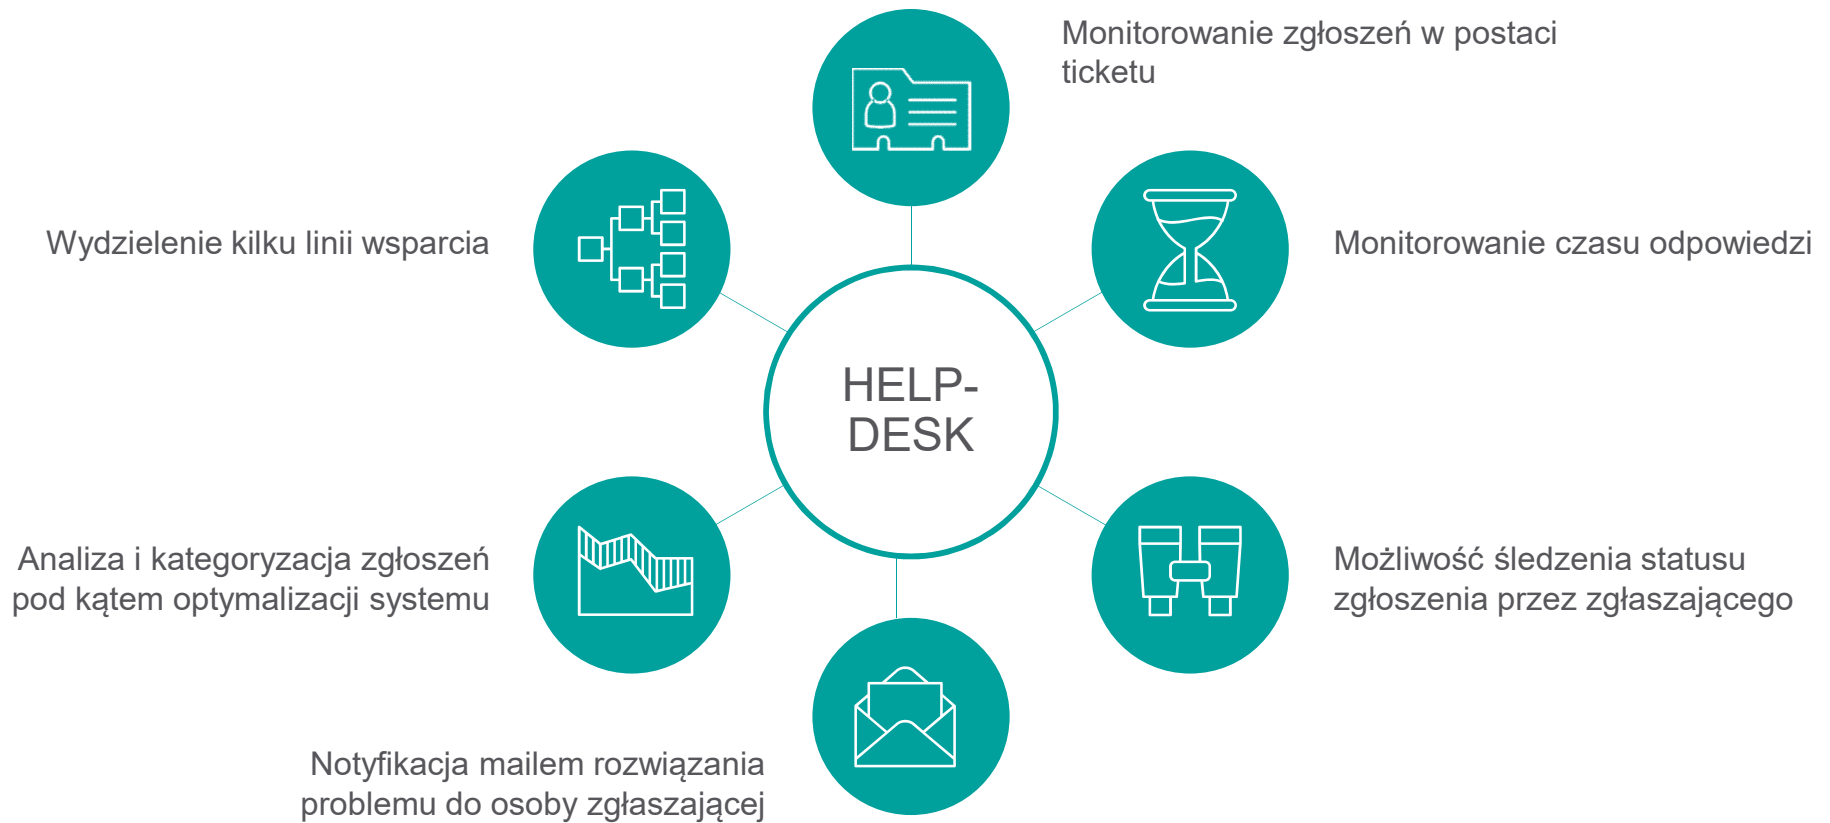 Monitorowanie zgłoszeń w postaci
ticketu
Wydzielenie kilku linii wsparcia
Monitorowanie czasu odpowiedzi
HELP-
DESK
Analiza i kategoryzacja zgłoszeń
pod kątem optymalizacji systemu
Możliwość śledzenia statusu
zgłoszenia przez zgłaszającego
Notyfikacja mailem rozwiązania
problemu do osoby zgłaszającej